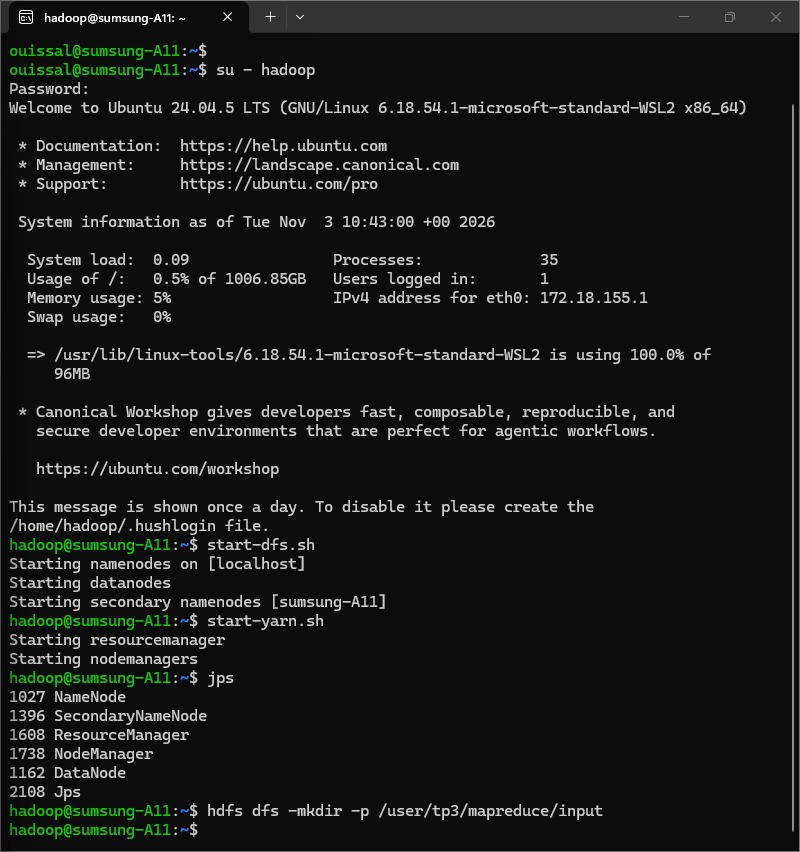 hadoop@sumsung-A11: ~
ouissal@sumsung-A11:~$
ouissal@sumsung-A11:~$ su - hadoop
Password:
Welcome to Ubuntu 24.04.5 LTS (GNU/Linux 6.18.54.1-microsoft-standard-WSL2 x86_64)
* Documentation:  https://help.ubuntu.com
* Management:     https://landscape.canonical.com
* Support:        https://ubuntu.com/pro
System information as of Tue Nov  3 10:43:00 +00 2026
System load:  0.09                Processes:             35
Usage of /:   0.5% of 1006.85GB   Users logged in:       1
Memory usage: 5%                  IPv4 address for eth0: 172.18.155.1
Swap usage:   0%
=> /usr/lib/linux-tools/6.18.54.1-microsoft-standard-WSL2 is using 100.0% of
96MB
* Canonical Workshop gives developers fast, composable, reproducible, and
secure developer environments that are perfect for agentic workflows.
https://ubuntu.com/workshop
This message is shown once a day. To disable it please create the
/home/hadoop/.hushlogin file.
hadoop@sumsung-A11:~$ start-dfs.sh
Starting namenodes on [localhost]
Starting datanodes
Starting secondary namenodes [sumsung-A11]
hadoop@sumsung-A11:~$ start-yarn.sh
Starting resourcemanager
Starting nodemanagers
hadoop@sumsung-A11:~$ jps
1027 NameNode
1396 SecondaryNameNode
1608 ResourceManager
1738 NodeManager
1162 DataNode
2108 Jps
hadoop@sumsung-A11:~$ hdfs dfs -mkdir -p /user/tp3/mapreduce/input
hadoop@sumsung-A11:~$